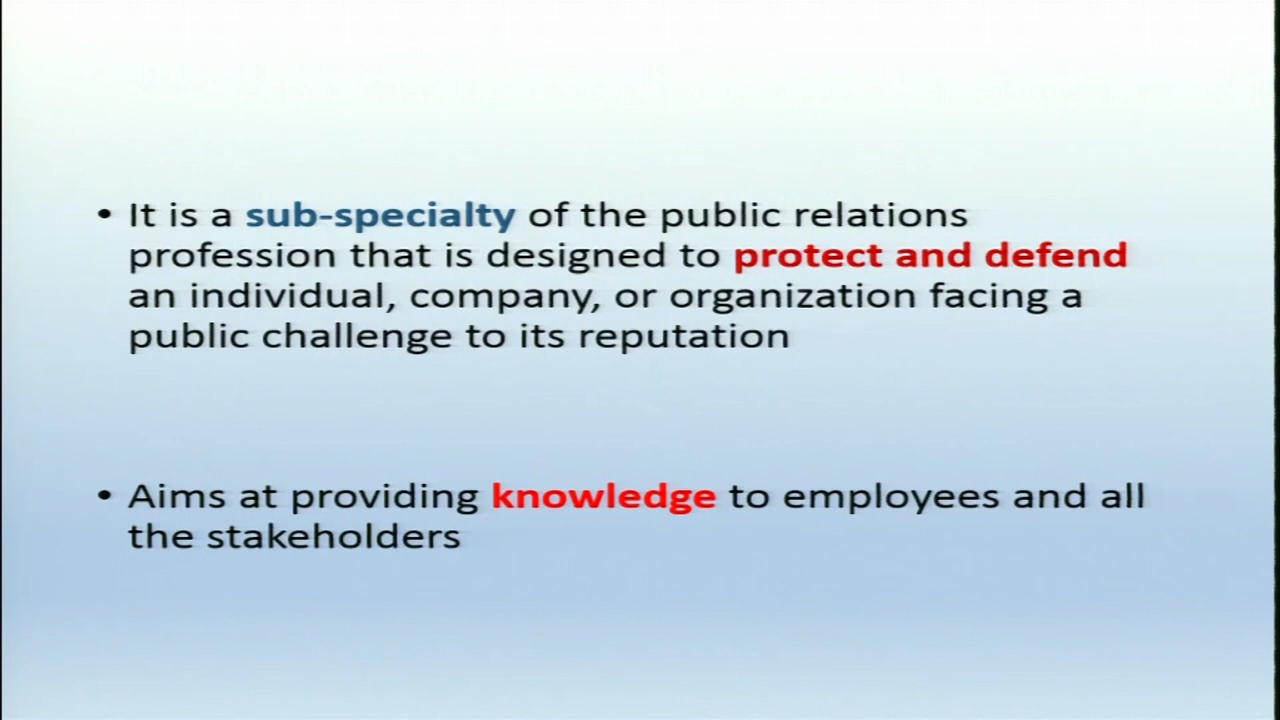 • It is a sub-specialty of the public relations
profession that is designed to protect and defend
an individual, company, or organization facing a
public challenge to its reputation
• Aims at providing knowledge to employees and all
the stakeholders